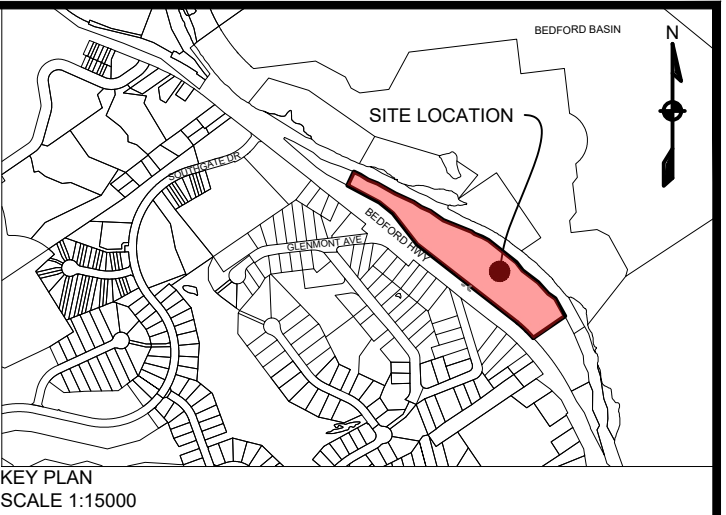 BEDFORD BASIN
N
SITE LOCATION
SOUTHGATE DR
BEDFORD HWY
GLENMONT AVE
KEY PLAN
SCALE 1:15000